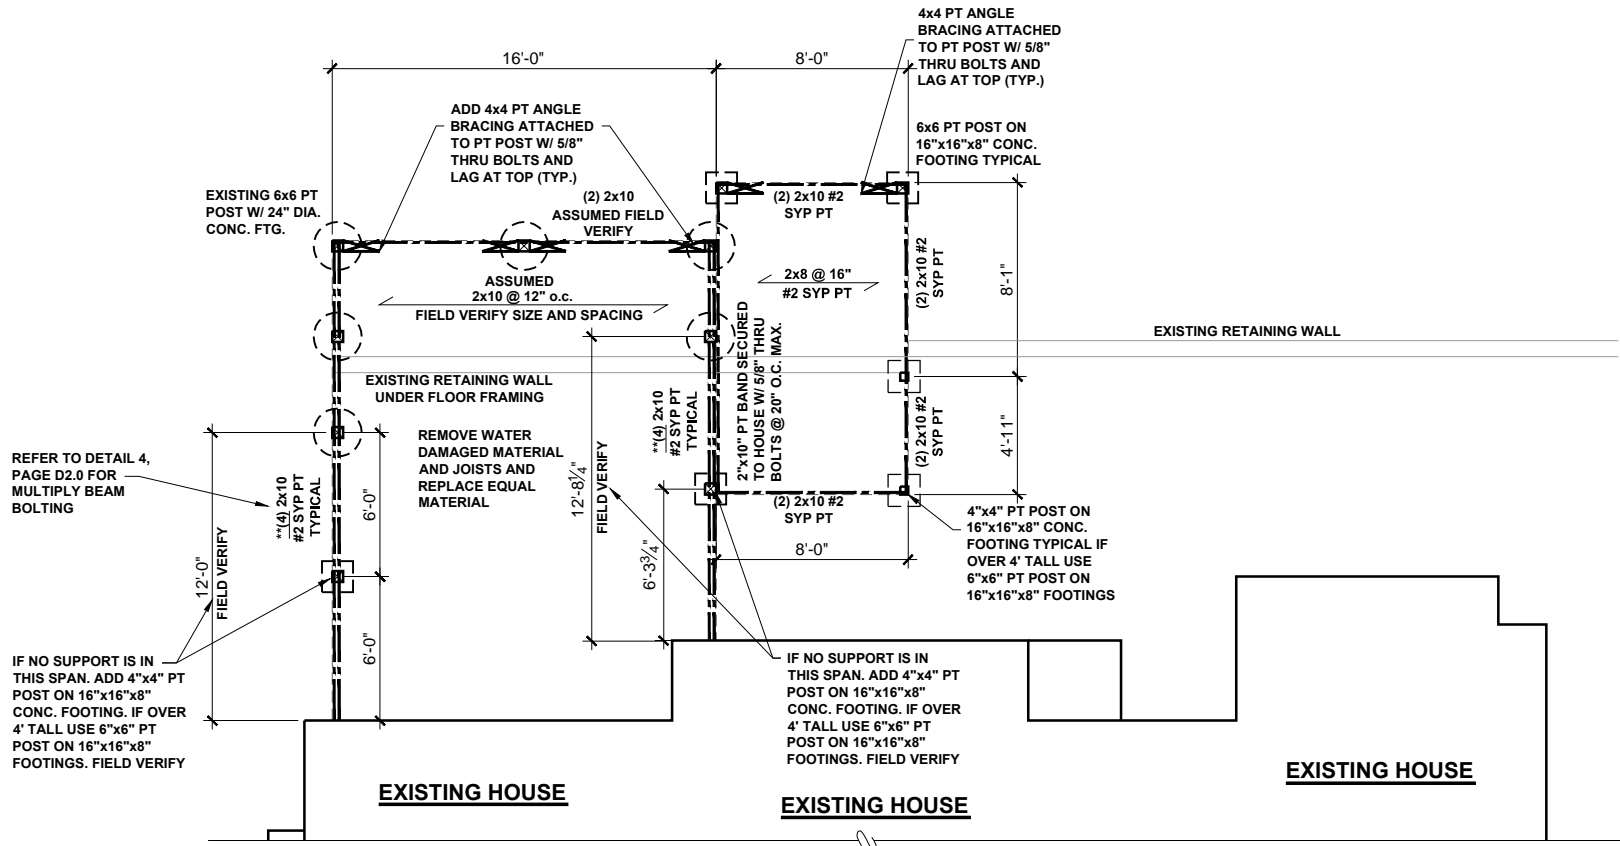 4x4 PT ANGLE
BRACING ATTACHED
TO PT POST W/ 5/8"
THRU BOLTS AND
LAG AT TOP (TYP.)
16'-0"
8'-0"
ADD 4x4 PT ANGLE
BRACING ATTACHED
TO PT POST W/ 5/8"
THRU BOLTS AND
LAG AT TOP (TYP.)
6x6 PT POST ON
16"x16"x8" CONC.
FOOTING TYPICAL
EXISTING 6x6 PT
POST W/ 24" DIA.
CONC. FTG.
(2) 2x10
ASSUMED FIELD
VERIFY
(2) 2x10 #2
SYP PT
ASSUMED
2x10 @ 12" o.c.
FIELD VERIFY SIZE AND SPACING
2x8 @ 16"
#2 SYP PT
(2) 2x10 #2
SYP PT
8'-1"
EXISTING RETAINING WALL
2"x10" PT BAND SECURED
TO HOUSE W/ 5/8" THRU
BOLTS @ 20" O.C. MAX.
EXISTING RETAINING WALL
UNDER FLOOR FRAMING
**(4) 2x10
#2 SYP PT
TYPICAL
(2) 2x10 #2
SYP PT
4'-11"
REMOVE WATER
DAMAGED MATERIAL
AND JOISTS AND
REPLACE EQUAL
MATERIAL
REFER TO DETAIL 4,
PAGE D2.0 FOR
MULTIPLY BEAM
BOLTING
**(4) 2x10
#2 SYP PT
TYPICAL
6'-0"
12'-8¼"
FIELD VERIFY
(2) 2x10 #2
SYP PT
8'-0"
4"x4" PT POST ON
16"x16"x8" CONC.
FOOTING TYPICAL IF
OVER 4' TALL USE
6"x6" PT POST ON
16"x16"x8" FOOTINGS
12'-0"
FIELD VERIFY
6'-3¾"
6'-0"
IF NO SUPPORT IS IN
THIS SPAN. ADD 4"x4" PT
POST ON 16"x16"x8"
CONC. FOOTING. IF OVER
4' TALL USE 6"x6" PT
POST ON 16"x16"x8"
FOOTINGS. FIELD VERIFY
IF NO SUPPORT IS IN
THIS SPAN. ADD 4"x4" PT
POST ON 16"x16"x8"
CONC. FOOTING. IF OVER
4' TALL USE 6"x6" PT
POST ON 16"x16"x8"
FOOTINGS. FIELD VERIFY
EXISTING HOUSE
EXISTING HOUSE
EXISTING HOUSE